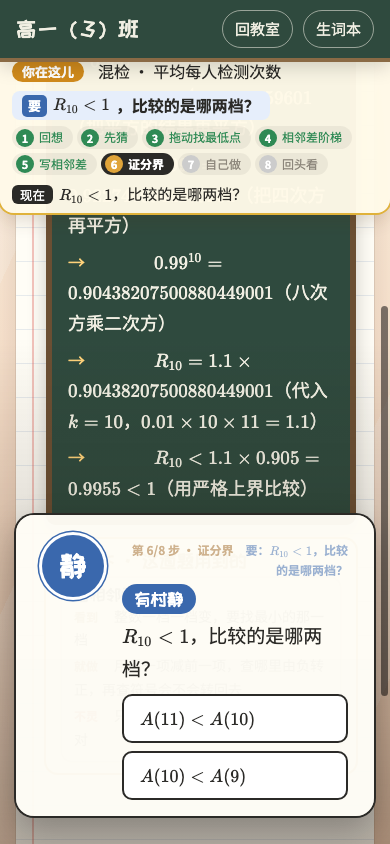 高一（3）班
回教室
生词本
你在这儿 混检 · 平均每人检测次数
要 R₁₀ < 1 ，比较的是哪两档?
1 回想 2 先猜 3 拖动找最低点 4 相邻差阶梯
5 写相邻差 6 证分界 7 自己做 8 回头看
现在 R₁₀ < 1，比较的是哪两档?
再平方）
→ 0.99¹⁰ =
0.90438207500880449001（八次
方乘二次方）
→ R₁₀ = 1.1 ×
0.90438207500880449001（代入
k = 10，0.01 × 10 × 11 = 1.1）
→ R₁₀ < 1.1 × 0.905 =
0.9955 < 1（用严格上界比较）
静
第 6/8 步 · 证分界 要：R₁₀ < 1，比较
的是哪两档?
有村静
R₁₀ < 1，比较的是哪两
档?
A(11) < A(10)
A(10) < A(9)